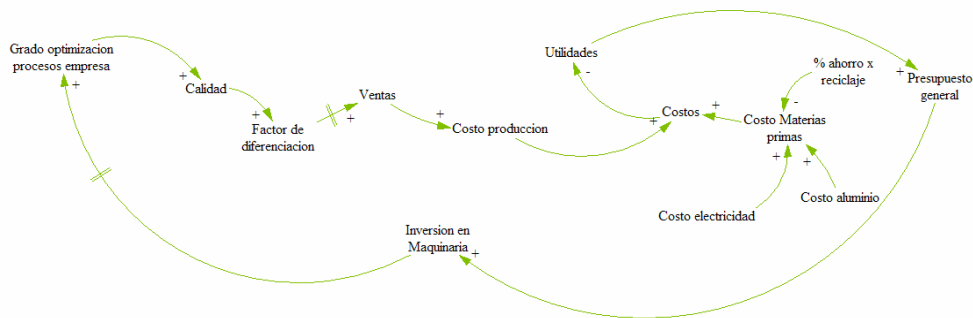 Grado optimizacion
procesos empresa
+
+
Calidad
+
Factor de
diferenciacion
+
Ventas
+
Costo produccion
Utilidades
-
+
Costos
+
% ahorro x
reciclaje
-
Costo Materias
primas
+
+
Costo electricidad
Costo aluminio
+
Presupuesto
general
Inversion en
Maquinaria
+